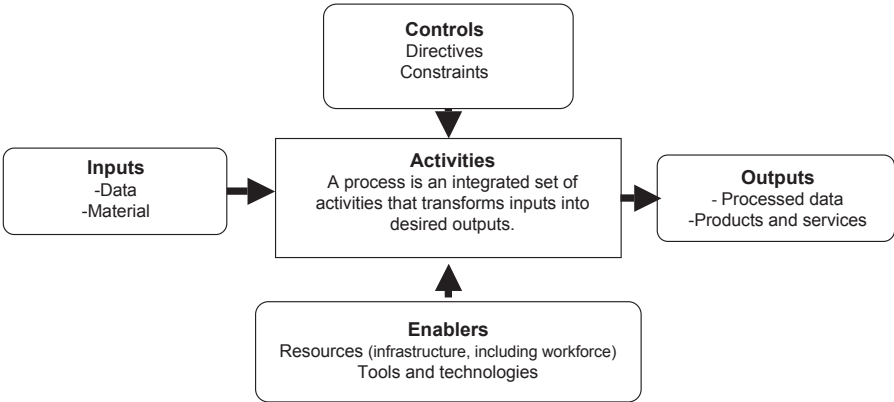 Controls
Directives
Constraints
Inputs
-Data
-Material
Activities
A process is an integrated set of
activities that transforms inputs into
desired outputs.
Outputs
- Processed data
-Products and services
Enablers
Resources (infrastructure, including workforce)
Tools and technologies